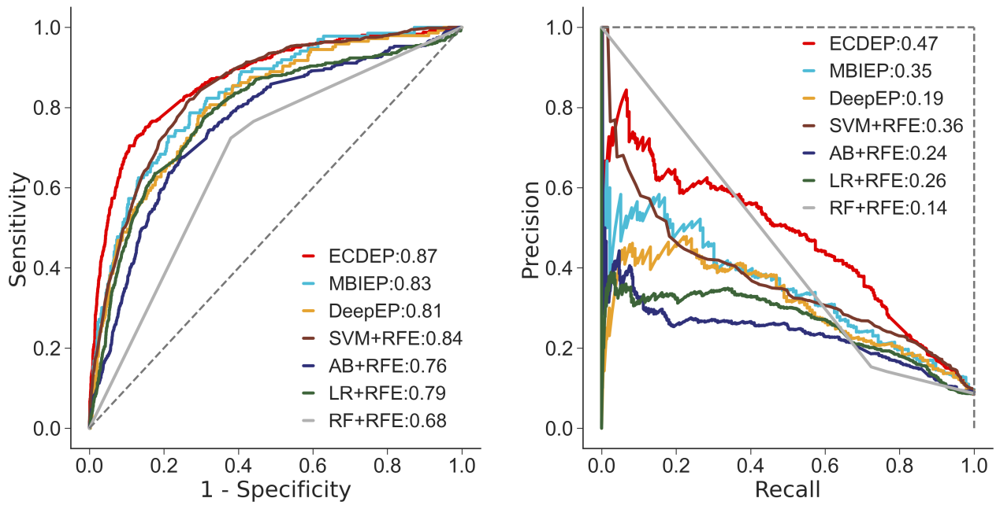 1.0
0.8
0.6
0.4
0.2
0.0
Sensitivity
ECDEP:0.87
MBIEP:0.83
DeepEP:0.81
SVM+RFE:0.84
AB+RFE:0.76
LR+RFE:0.79
RF+RFE:0.68
0.0 0.2 0.4 0.6 0.8 1.0
1 - Specificity
1.0
0.8
0.6
0.4
0.2
0.0
Precision
ECDEP:0.47
MBIEP:0.35
DeepEP:0.19
SVM+RFE:0.36
AB+RFE:0.24
LR+RFE:0.26
RF+RFE:0.14
0.0 0.2 0.4 0.6 0.8 1.0
Recall